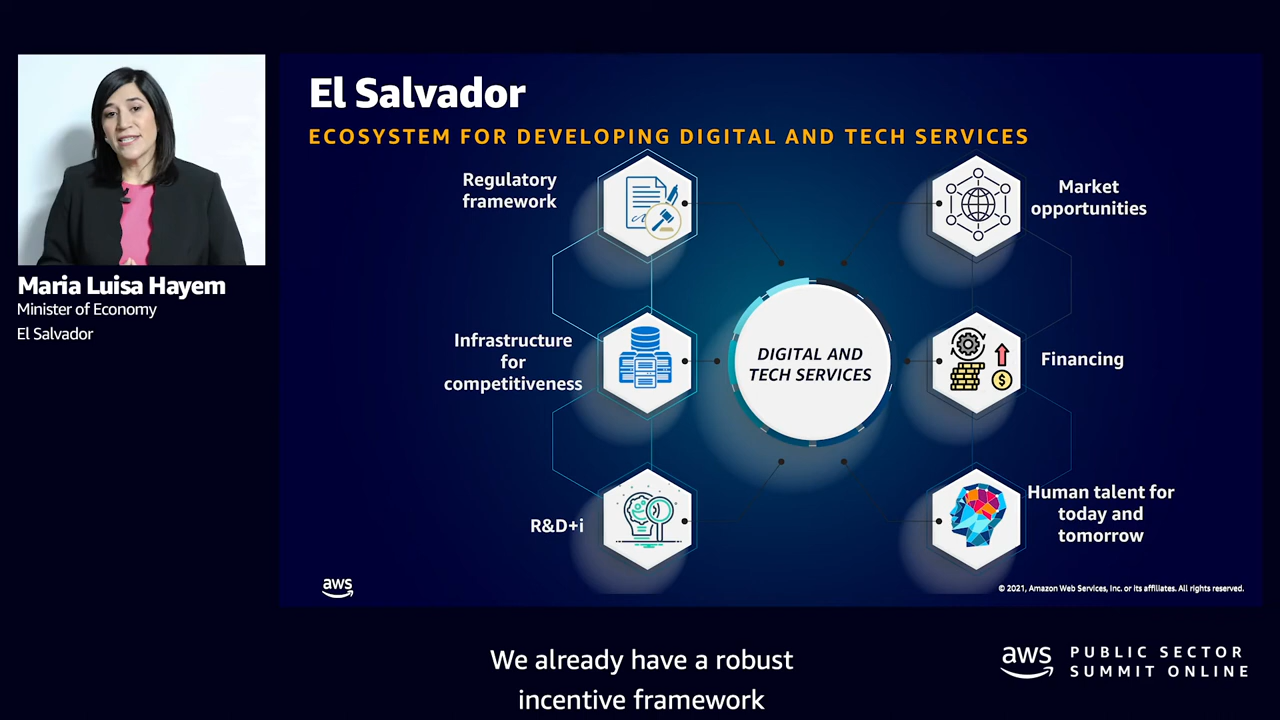 El Salvador
ECOSYSTEM FOR DEVELOPING DIGITAL AND TECH SERVICES
Regulatory
framework
Market
opportunities
Infrastructure
for
competitiveness
DIGITAL AND
TECH SERVICES
Financing
R&D+i
Human talent for
today and
tomorrow
aws
© 2021, Amazon Web Services, Inc. or its affiliates. All rights reserved.
Maria Luisa Hayem
Minister of Economy
El Salvador
We already have a robust
incentive framework
aws
PUBLIC SECTOR
SUMMIT ONLINE